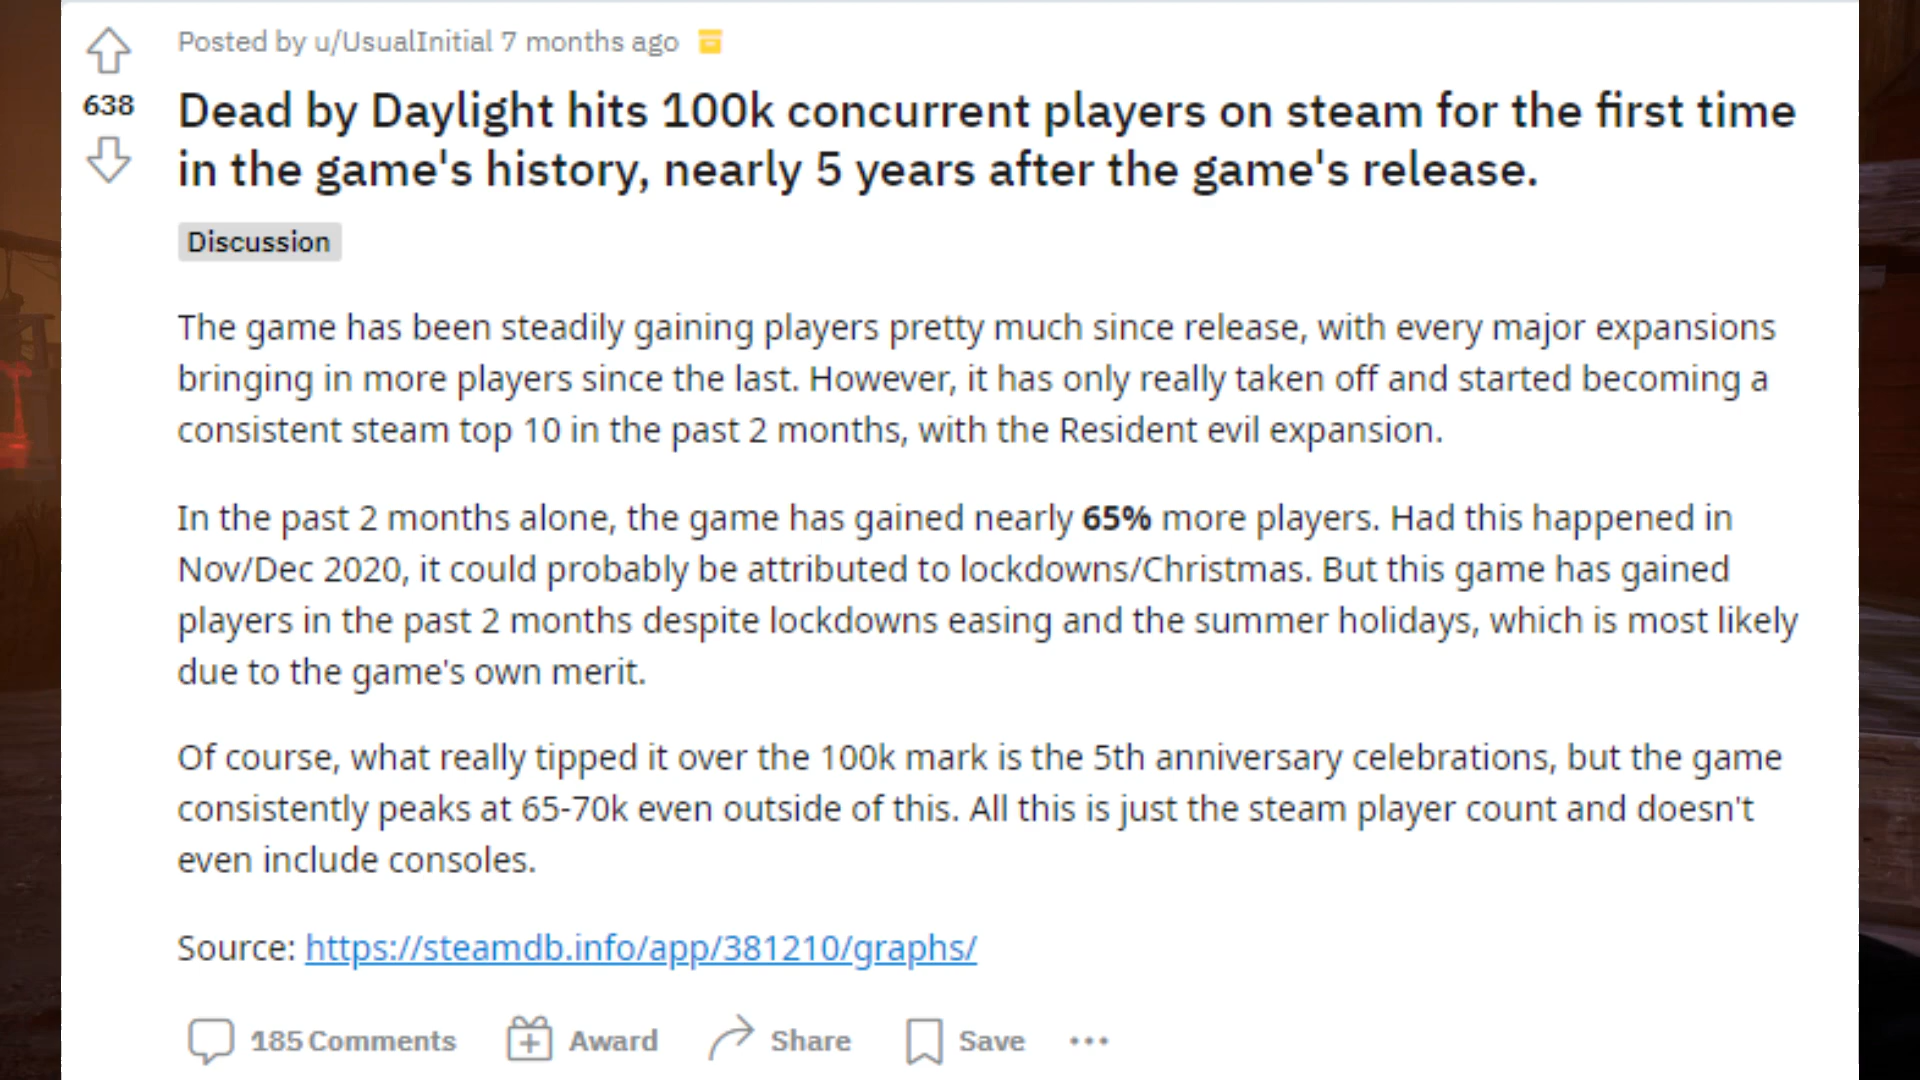 Posted by u/UsualInitial 7 months ago
638
Dead by Daylight hits 100k concurrent players on steam for the first time
in the game's history, nearly 5 years after the game's release.
Discussion
The game has been steadily gaining players pretty much since release, with every major expansions
bringing in more players since the last. However, it has only really taken off and started becoming a
consistent steam top 10 in the past 2 months, with the Resident evil expansion.
In the past 2 months alone, the game has gained nearly 65% more players. Had this happened in
Nov/Dec 2020, it could probably be attributed to lockdowns/Christmas. But this game has gained
players in the past 2 months despite lockdowns easing and the summer holidays, which is most likely
due to the game's own merit.
Of course, what really tipped it over the 100k mark is the 5th anniversary celebrations, but the game
consistently peaks at 65-70k even outside of this. All this is just the steam player count and doesn't
even include consoles.
Source: https://steamdb.info/app/381210/graphs/
185 Comments Award Share Save ...